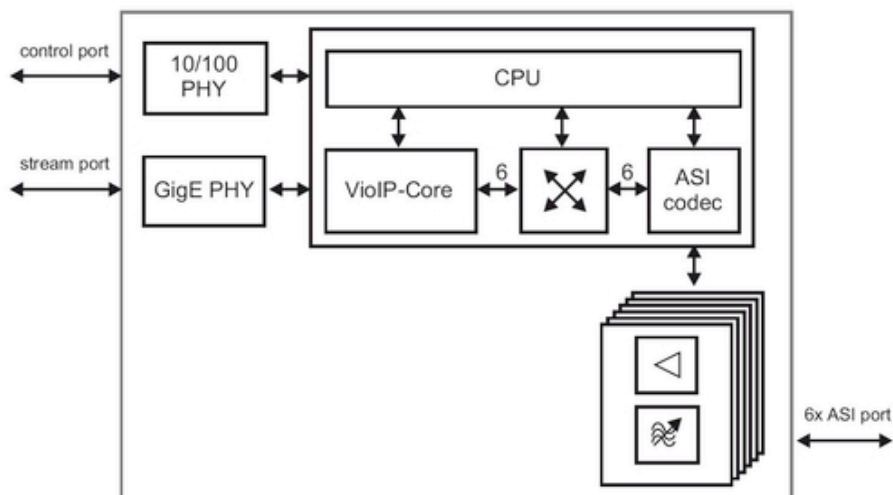 control port
10/100
PHY
CPU
stream port
GigE PHY
VioIP-Core
6
6
ASI
codec
6x ASI port